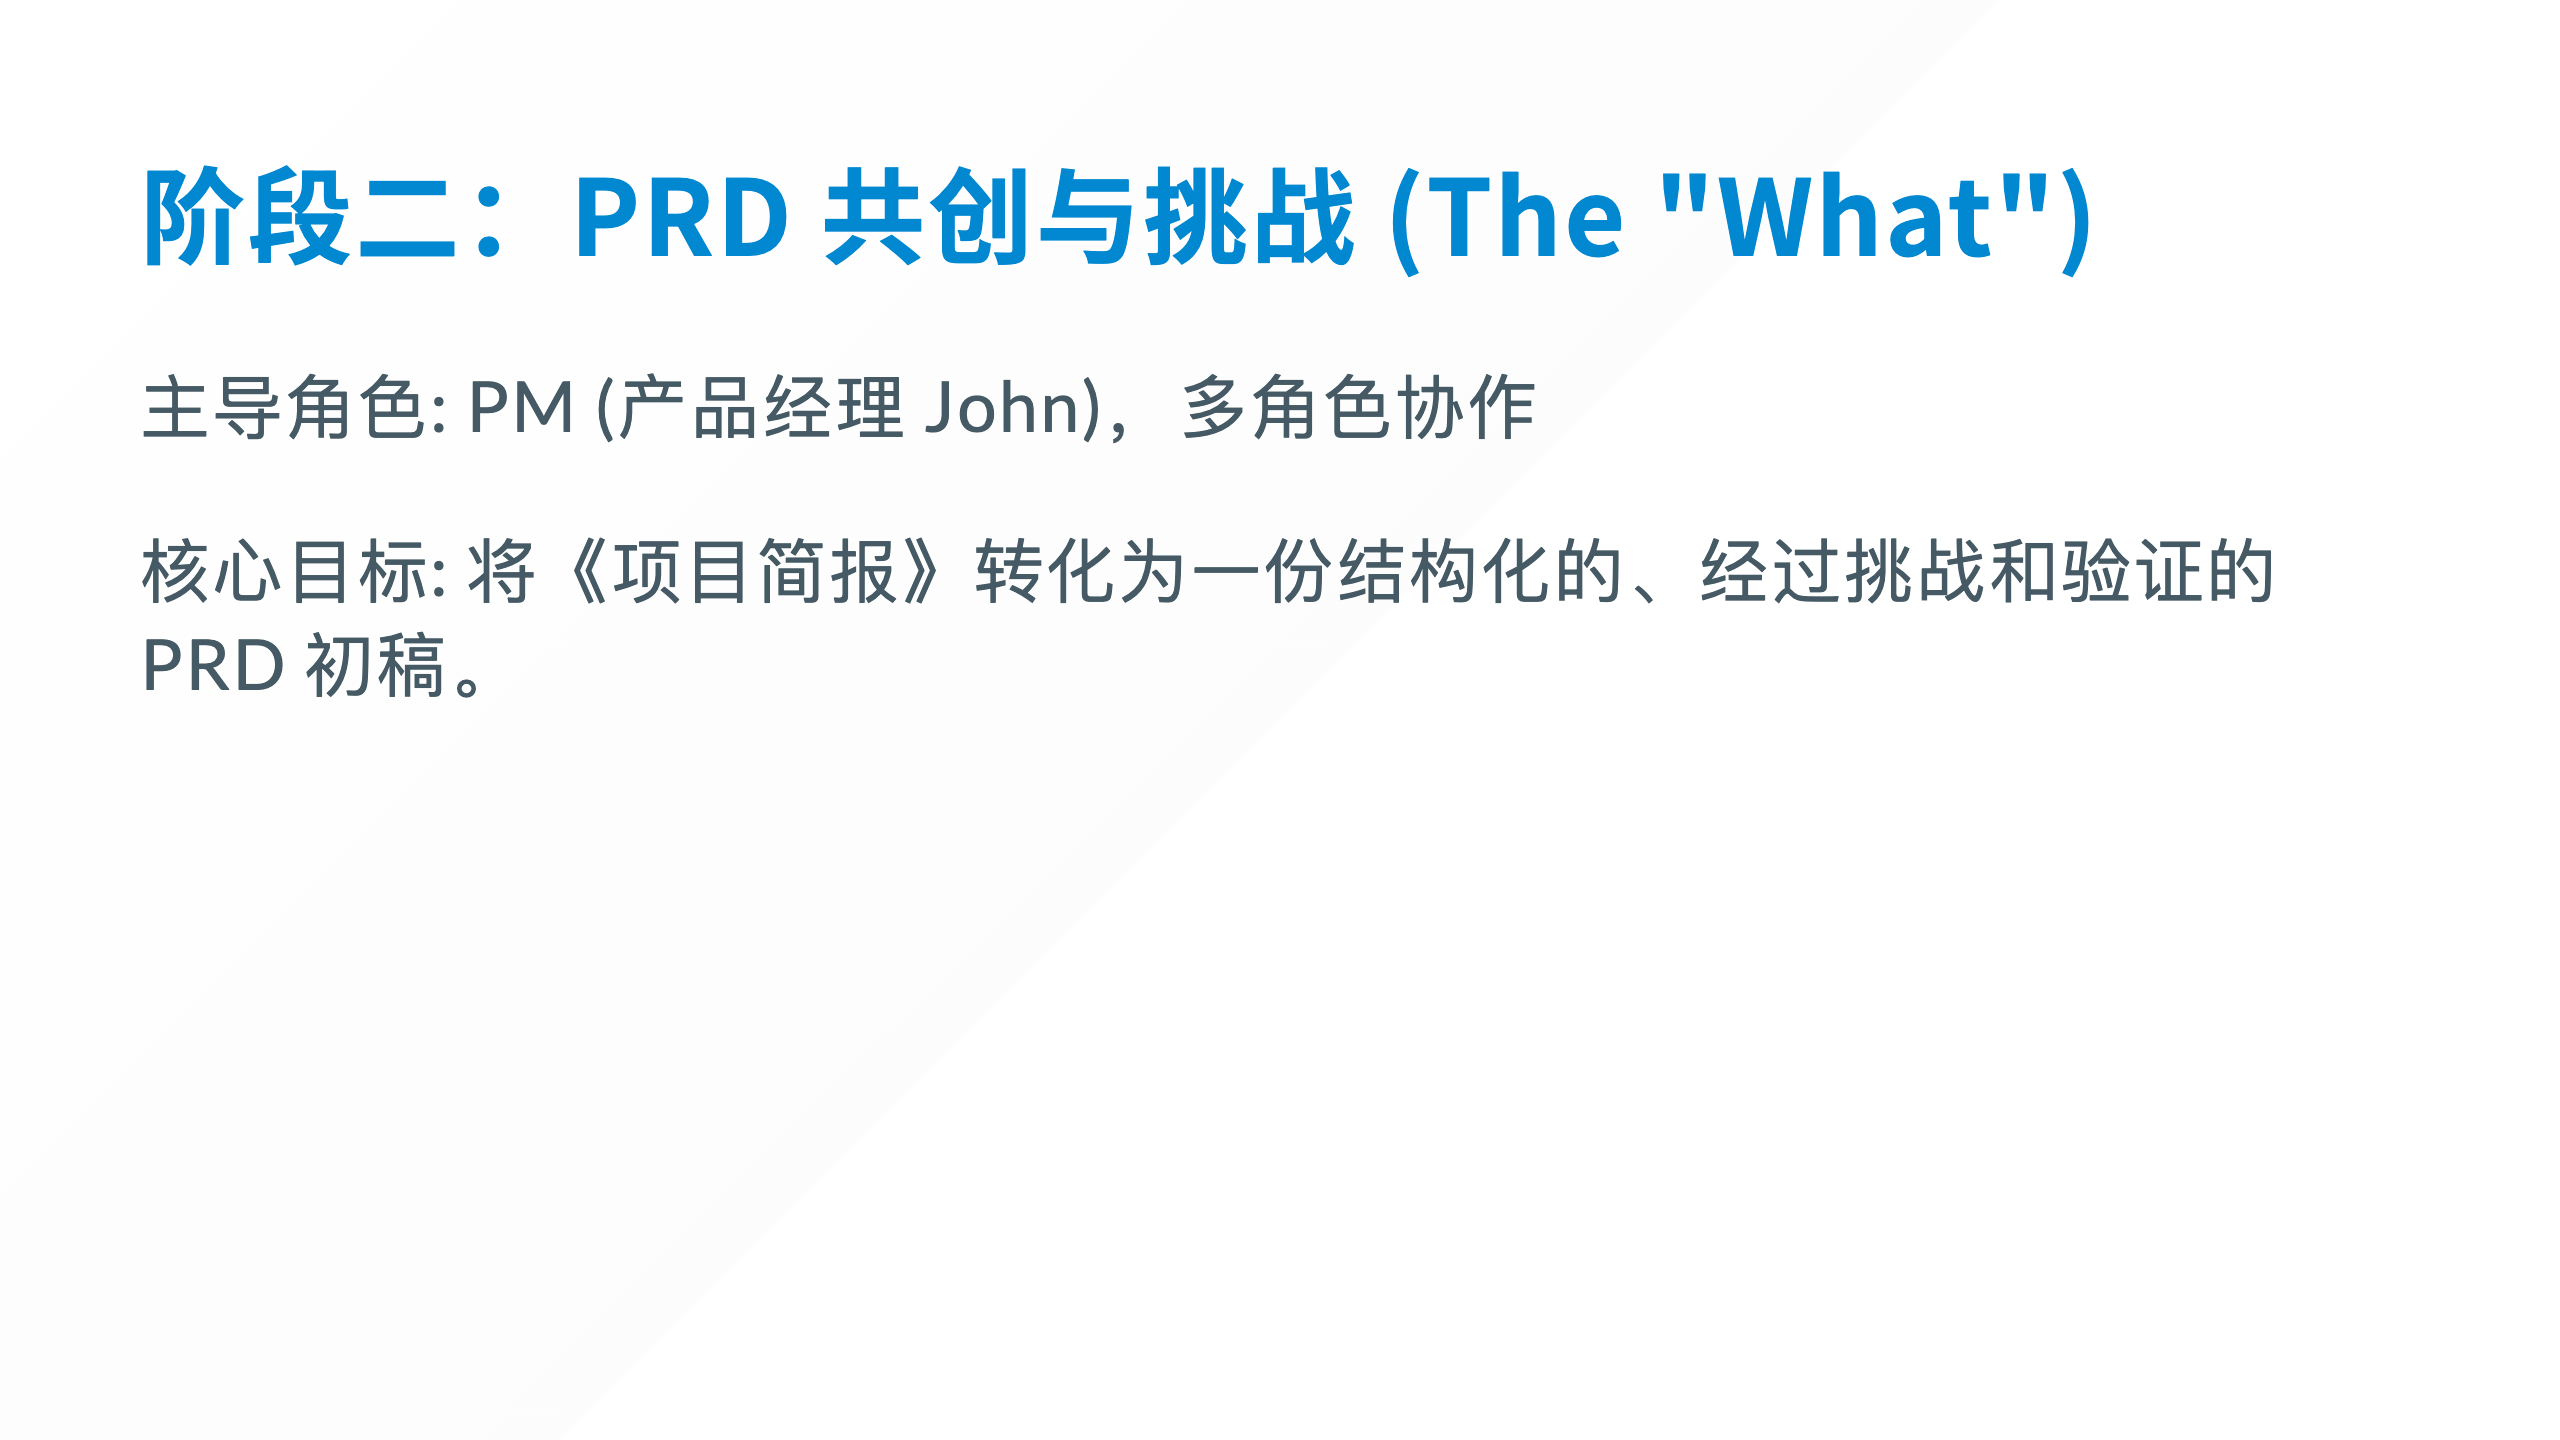 阶段二：PRD 共创与挑战 (The "What")
主导角色: PM (产品经理 John)，多角色协作
核心目标: 将《项目简报》转化为一份结构化的、经过挑战和验证的
PRD 初稿。